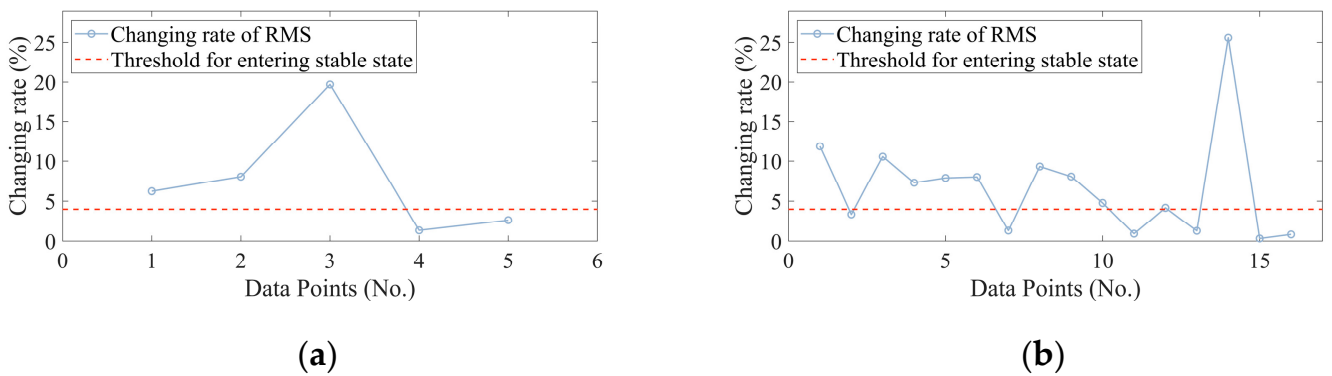 Changing rate of RMS
Threshold for entering stable state
25
20
15
10
5
0
Changing rate (%)
0 1 2 3 4 5 6
Data Points (No.)
(a)
Changing rate of RMS
Threshold for entering stable state
25
20
15
10
5
0
Changing rate (%)
0 5 10 15
Data Points (No.)
(b)